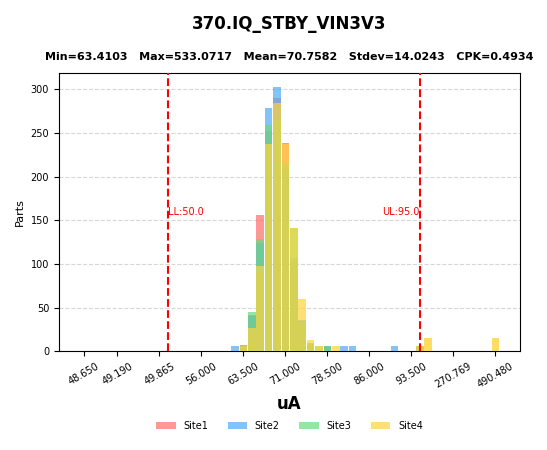 370.IQ_STBY_VIN3V3
Min=63.4103 Max=533.0717 Mean=70.7582 Stdev=14.0243 CPK=0.4934
300
250
200
150
100
50
0
Parts
LL:50.0
UL:95.0
48.650 49.190 49.865 56.000 63.500 71.000 78.500 86.000 93.500 270.769 490.480
uA
Site1 Site2 Site3 Site4